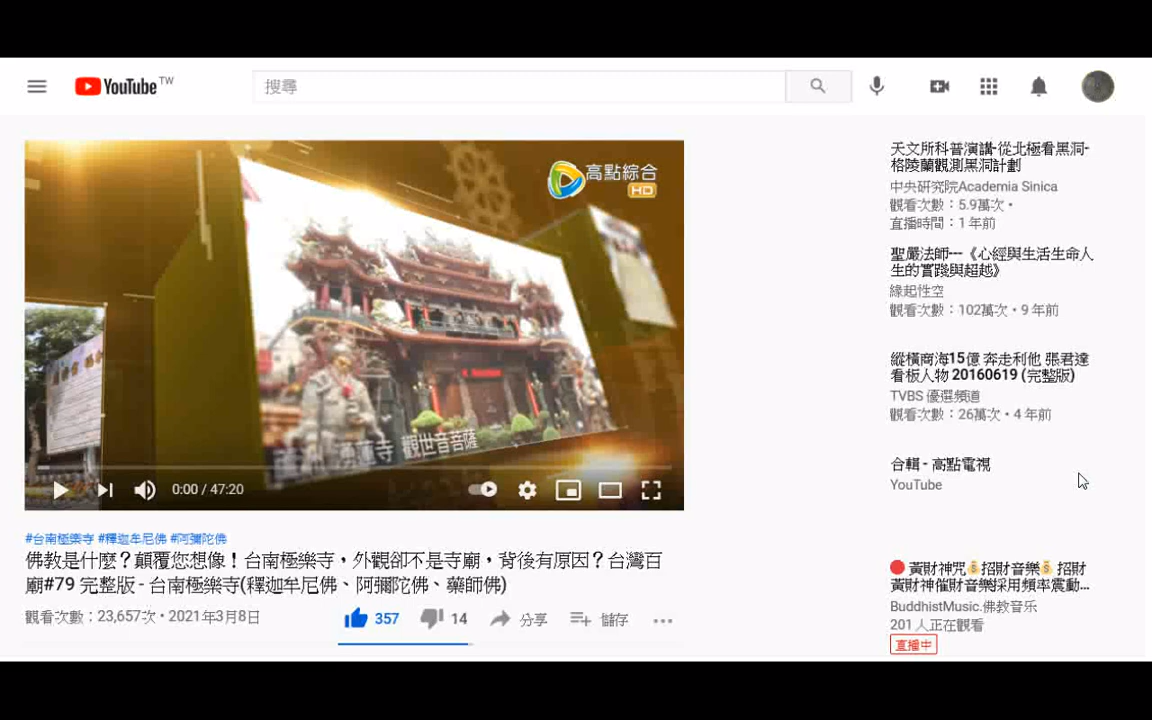 YouTube TW
搜尋
高點綜合
HD
湧蓮寺 觀世音菩薩
0:00 / 47:20
#台南極樂寺 #釋迦牟尼佛 #阿彌陀佛
佛教是什麼？顛覆您想像！台南極樂寺，外觀卻不是寺廟，背後有原因？台灣百
廟#79 完整版 - 台南極樂寺(釋迦牟尼佛、阿彌陀佛、藥師佛)
觀看次數：23,657次 • 2021年3月8日
357
14
分享
儲存
天文所科普演講-從北極看黑洞-
格陵蘭觀測黑洞計劃
中央研究院Academia Sinica
觀看次數：5.9萬次 •
直播時間：1 年前
聖嚴法師---《心經與生活生命人
生的實踐與超越》
緣起性空
觀看次數：102萬次 • 9 年前
縱橫商海15億 奔走利他 張君達
看板人物 20160619 (完整版)
TVBS 優選頻道
觀看次數：26萬次 • 4 年前
合輯 - 高點電視
YouTube
黃財神咒💰招財音樂💰 招財
黃財神催財音樂採用頻率震動...
BuddhistMusic.佛教音乐
201 人正在觀看
直播中